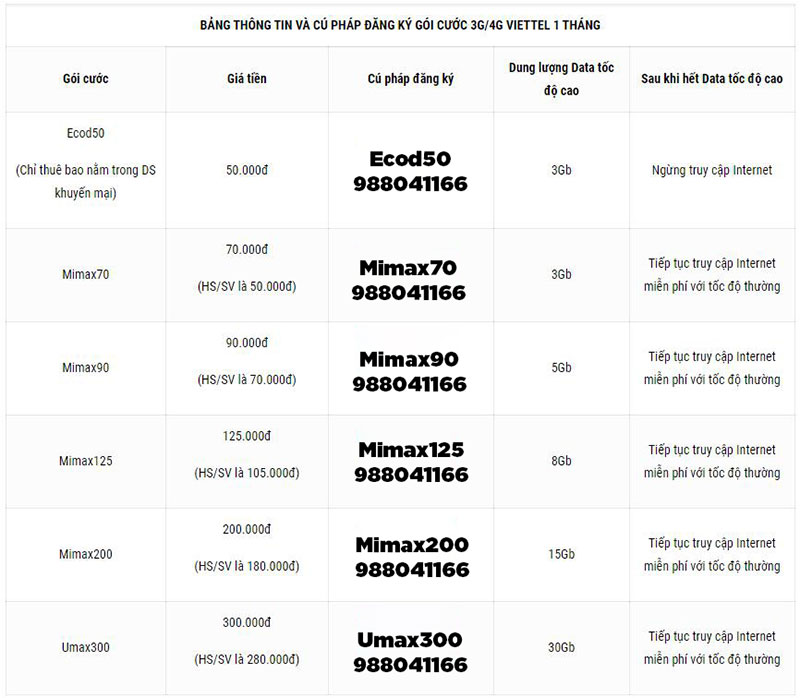 BẢNG THÔNG TIN VÀ CÚ PHÁP ĐĂNG KÝ GÓI CƯỚC 3G/4G VIETTEL 1 THÁNG
Gói cước
Giá tiền
Cú pháp đăng ký
Dung lượng Data tốc
độ cao
Sau khi hết Data tốc độ cao
Ecod50
(Chỉ thuê bao nằm trong DS
khuyến mại)
50.000đ
Ecod50
988041166
3Gb
Ngừng truy cập Internet
Mimax70
70.000đ
(HS/SV là 50.000đ)
Mimax70
988041166
3Gb
Tiếp tục truy cập Internet
miễn phí với tốc độ thường
Mimax90
90.000đ
(HS/SV là 70.000đ)
Mimax90
988041166
5Gb
Tiếp tục truy cập Internet
miễn phí với tốc độ thường
Mimax125
125.000đ
(HS/SV là 105.000đ)
Mimax125
988041166
8Gb
Tiếp tục truy cập Internet
miễn phí với tốc độ thường
Mimax200
200.000đ
(HS/SV là 180.000đ)
Mimax200
988041166
15Gb
Tiếp tục truy cập Internet
miễn phí với tốc độ thường
Umax300
300.000đ
(HS/SV là 280.000đ)
Umax300
988041166
30Gb
Tiếp tục truy cập Internet
miễn phí với tốc độ thường